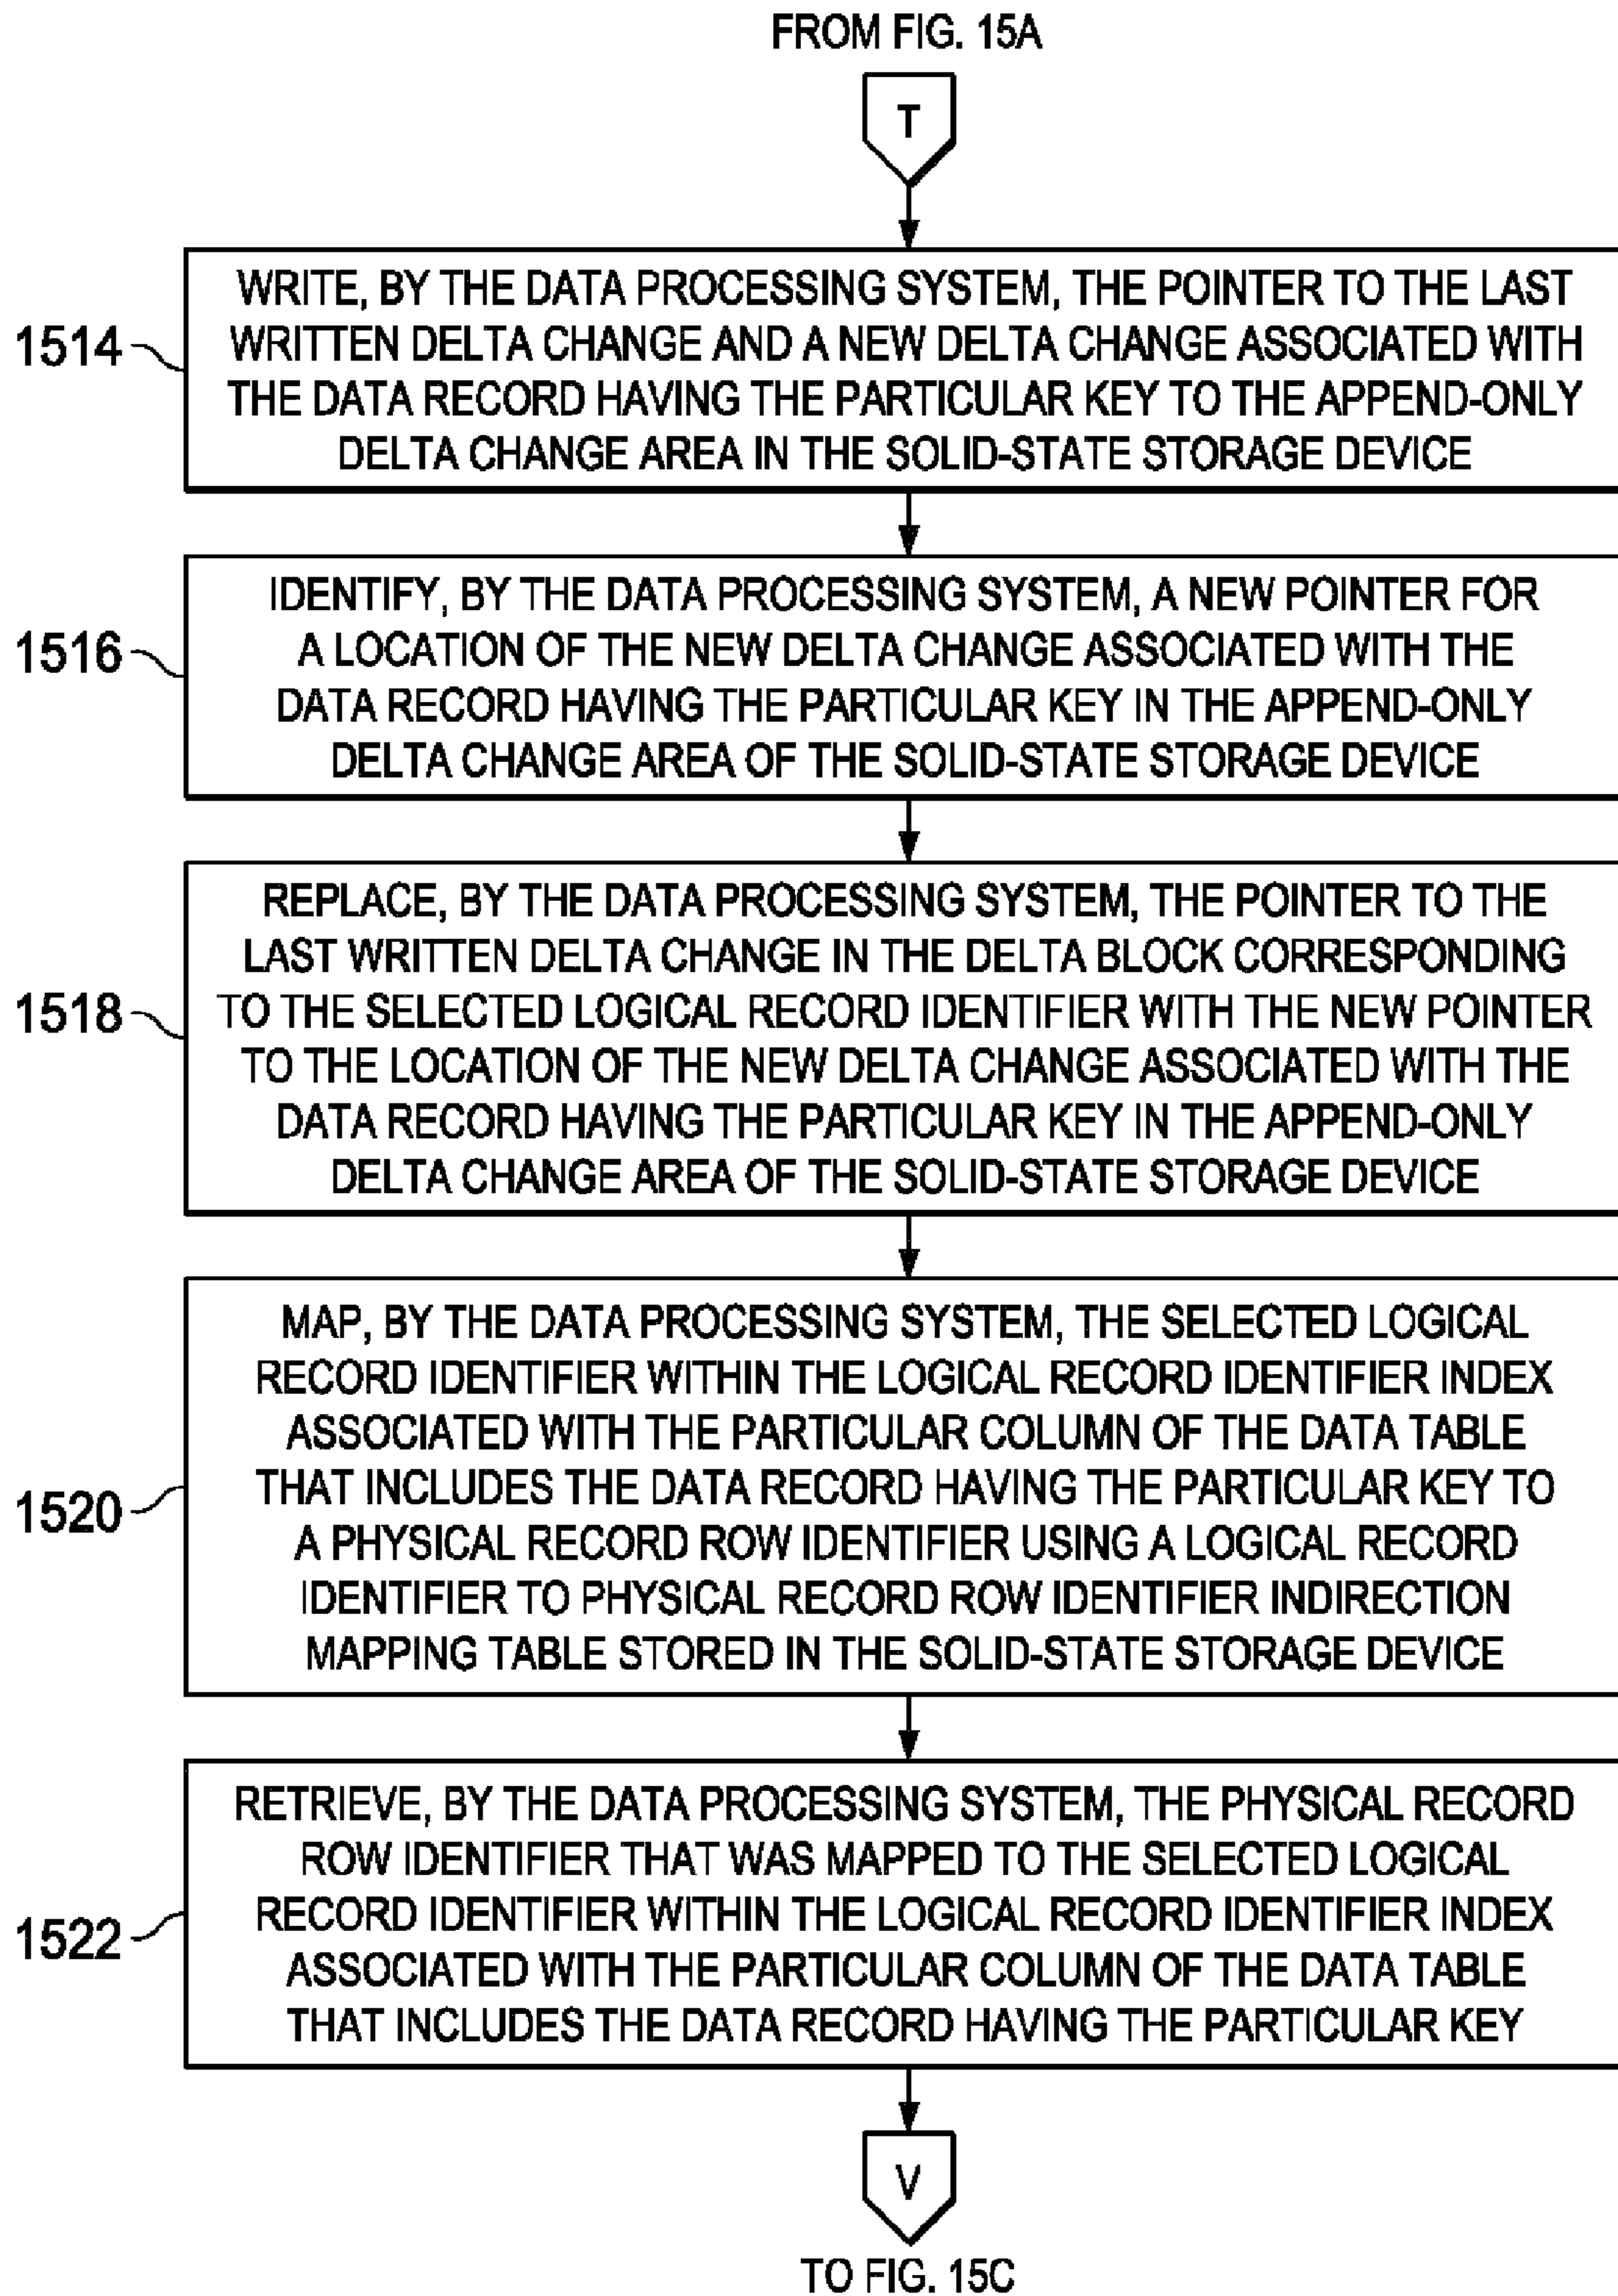 FROM FIG. 15A
T
1514
WRITE, BY THE DATA PROCESSING SYSTEM, THE POINTER TO THE LAST
WRITTEN DELTA CHANGE AND A NEW DELTA CHANGE ASSOCIATED WITH
THE DATA RECORD HAVING THE PARTICULAR KEY TO THE APPEND-ONLY
DELTA CHANGE AREA IN THE SOLID-STATE STORAGE DEVICE
1516
IDENTIFY, BY THE DATA PROCESSING SYSTEM, A NEW POINTER FOR
A LOCATION OF THE NEW DELTA CHANGE ASSOCIATED WITH THE
DATA RECORD HAVING THE PARTICULAR KEY IN THE APPEND-ONLY
DELTA CHANGE AREA OF THE SOLID-STATE STORAGE DEVICE
1518
REPLACE, BY THE DATA PROCESSING SYSTEM, THE POINTER TO THE
LAST WRITTEN DELTA CHANGE IN THE DELTA BLOCK CORRESPONDING
TO THE SELECTED LOGICAL RECORD IDENTIFIER WITH THE NEW POINTER
TO THE LOCATION OF THE NEW DELTA CHANGE ASSOCIATED WITH THE
DATA RECORD HAVING THE PARTICULAR KEY IN THE APPEND-ONLY
DELTA CHANGE AREA OF THE SOLID-STATE STORAGE DEVICE
1520
MAP, BY THE DATA PROCESSING SYSTEM, THE SELECTED LOGICAL
RECORD IDENTIFIER WITHIN THE LOGICAL RECORD IDENTIFIER INDEX
ASSOCIATED WITH THE PARTICULAR COLUMN OF THE DATA TABLE
THAT INCLUDES THE DATA RECORD HAVING THE PARTICULAR KEY TO
A PHYSICAL RECORD ROW IDENTIFIER USING A LOGICAL RECORD
IDENTIFIER TO PHYSICAL RECORD ROW IDENTIFIER INDIRECTION
MAPPING TABLE STORED IN THE SOLID-STATE STORAGE DEVICE
1522
RETRIEVE, BY THE DATA PROCESSING SYSTEM, THE PHYSICAL RECORD
ROW IDENTIFIER THAT WAS MAPPED TO THE SELECTED LOGICAL
RECORD IDENTIFIER WITHIN THE LOGICAL RECORD IDENTIFIER INDEX
ASSOCIATED WITH THE PARTICULAR COLUMN OF THE DATA TABLE
THAT INCLUDES THE DATA RECORD HAVING THE PARTICULAR KEY
V
TO FIG. 15C